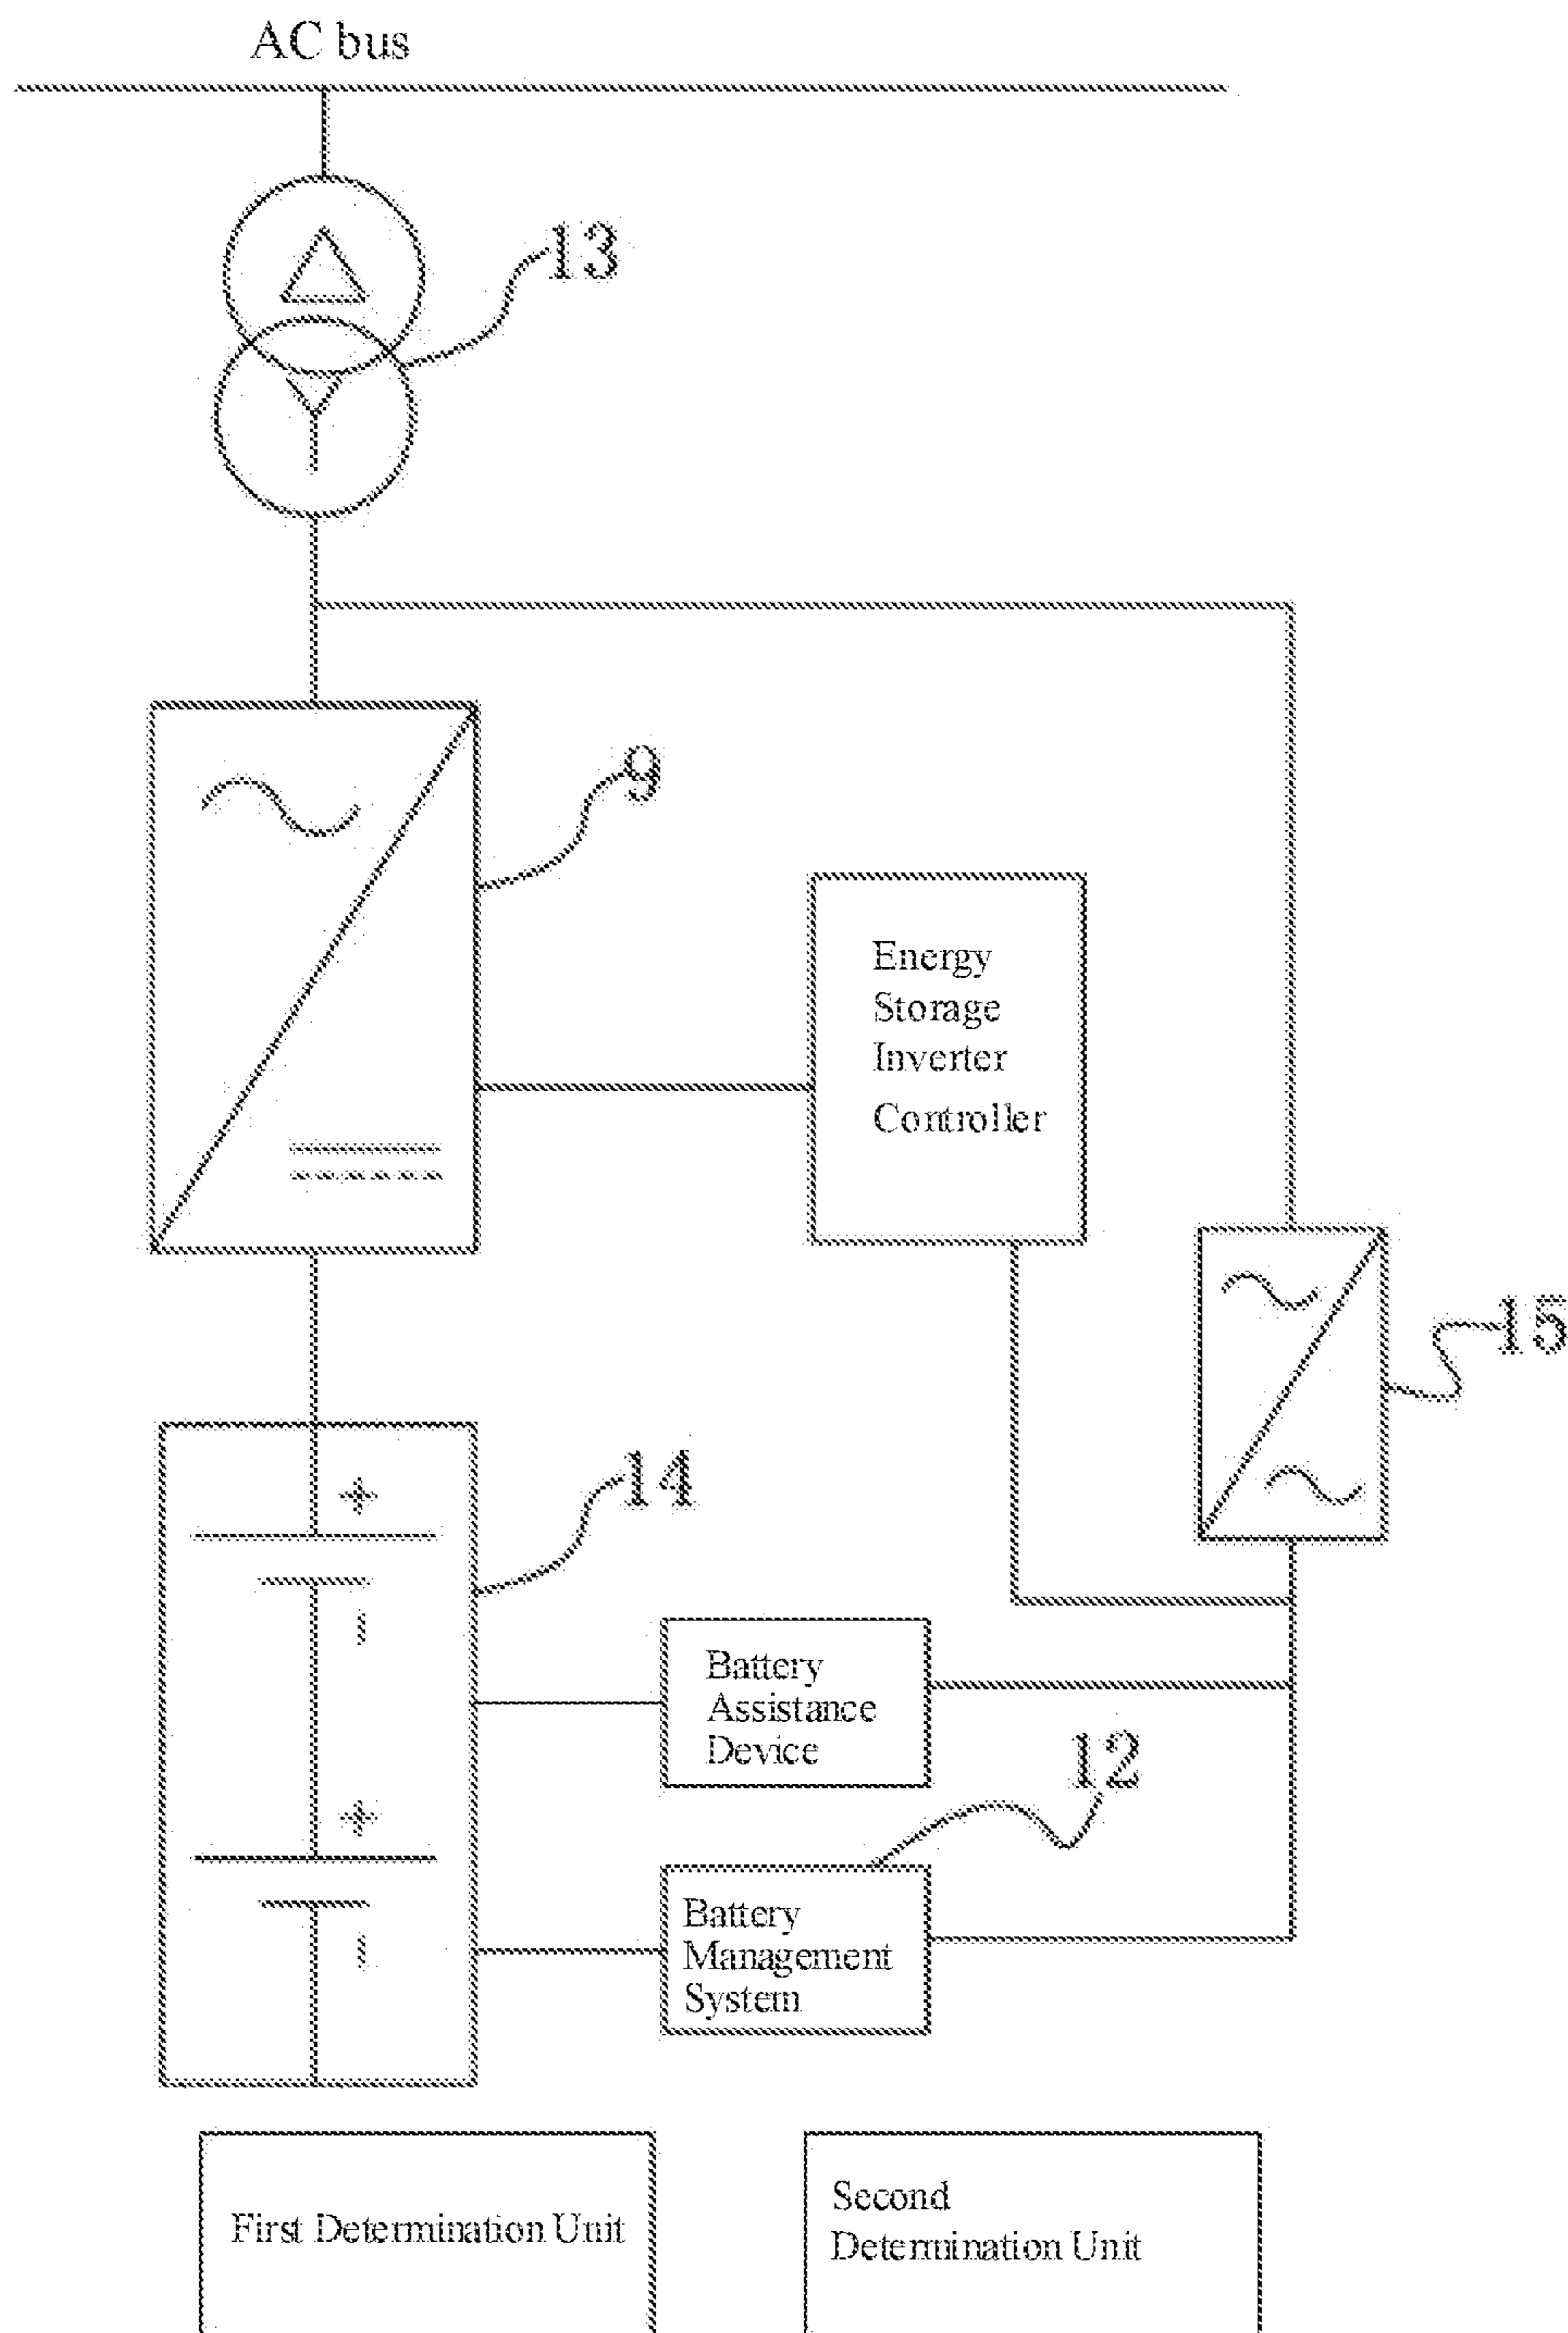 AC bus
13
9
Energy
Storage
Inverter
Controller
15
14
Battery
Assistance
Device
12
Battery
Management
System
First Determination Unit
Second
Determination Unit